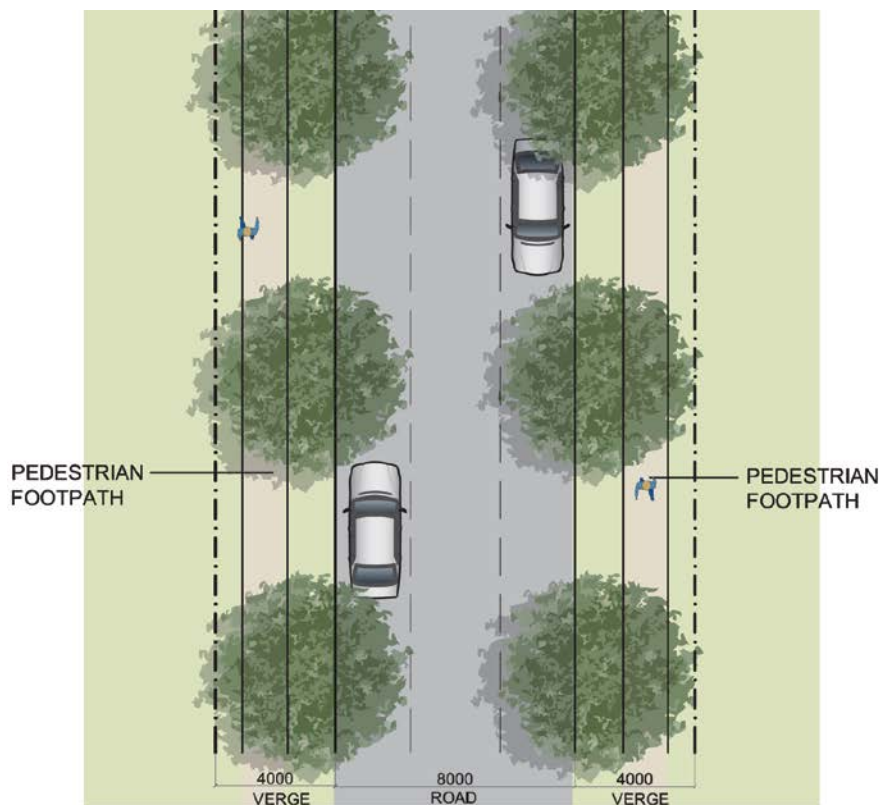 PEDESTRIAN
FOOTPATH
PEDESTRIAN
FOOTPATH
4000
8000
4000
VERGE
ROAD
VERGE